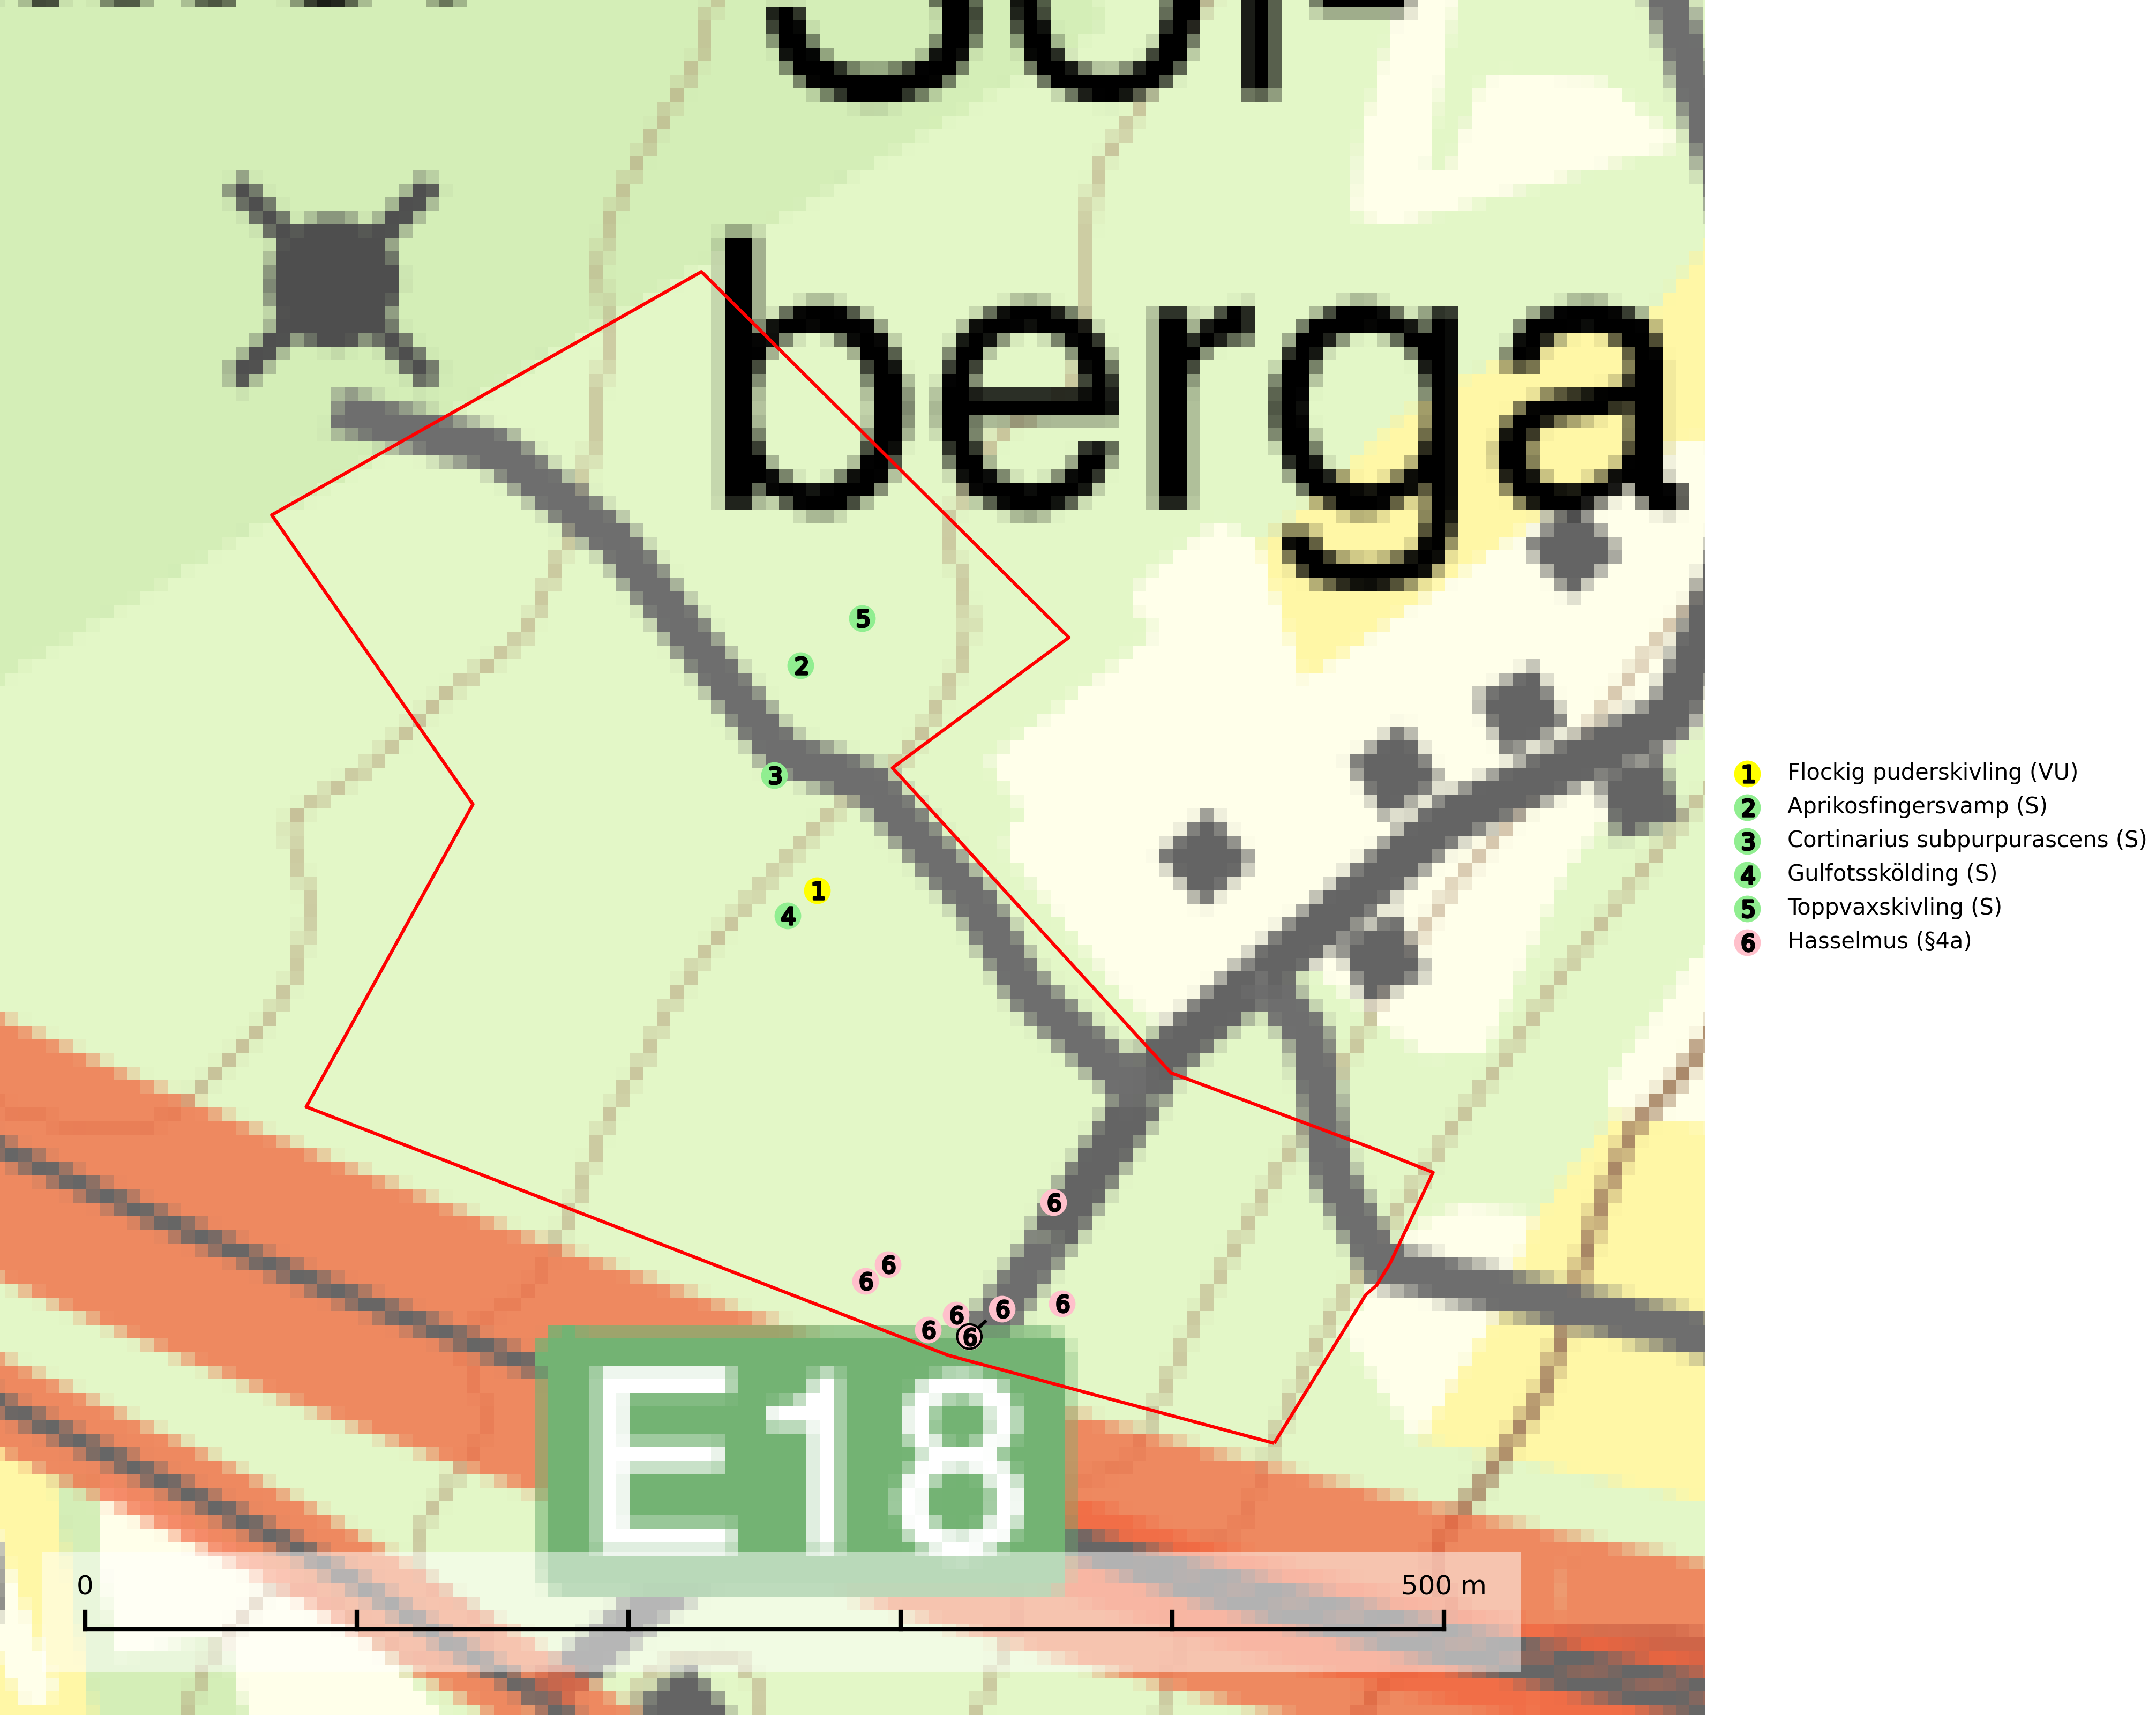 berga
5
2
3
1
4
6
6
6
6
6
6
6
6
E18
0 500 m
1 Flockig puderskivling (VU)
2 Aprikosfingersvamp (S)
3 Cortinarius subpurpurascens (S)
4 Gulfotsskölding (S)
5 Toppvaxskivling (S)
6 Hasselmus (§4a)